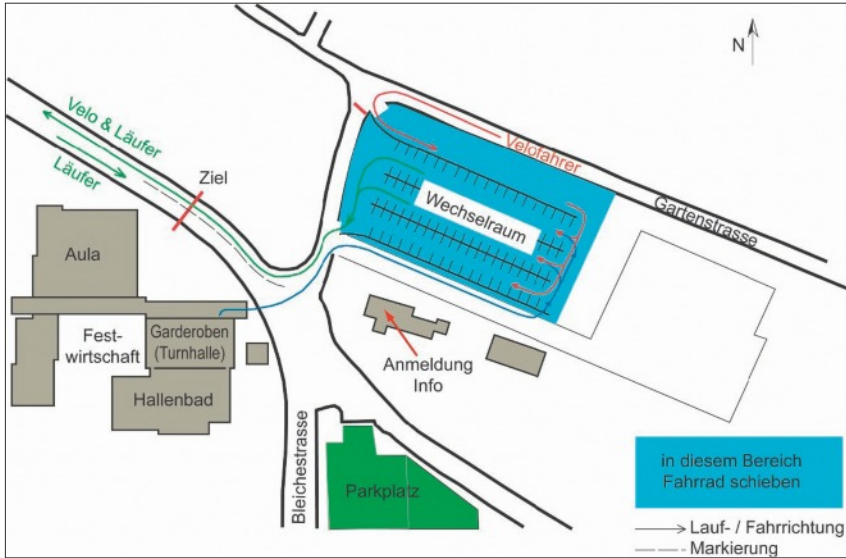 N
Velo & Läufer
Läufer
Ziel
Velofahrer
Wechselraum
Gartenstrasse
Aula
Fest-
wirtschaft
Garderoben
(Turnhalle)
Hallenbad
Anmeldung
Info
Bleichestrasse
Parkplatz
in diesem Bereich
Fahrrad schieben
Lauf- / Fahrrichtung
Markierung